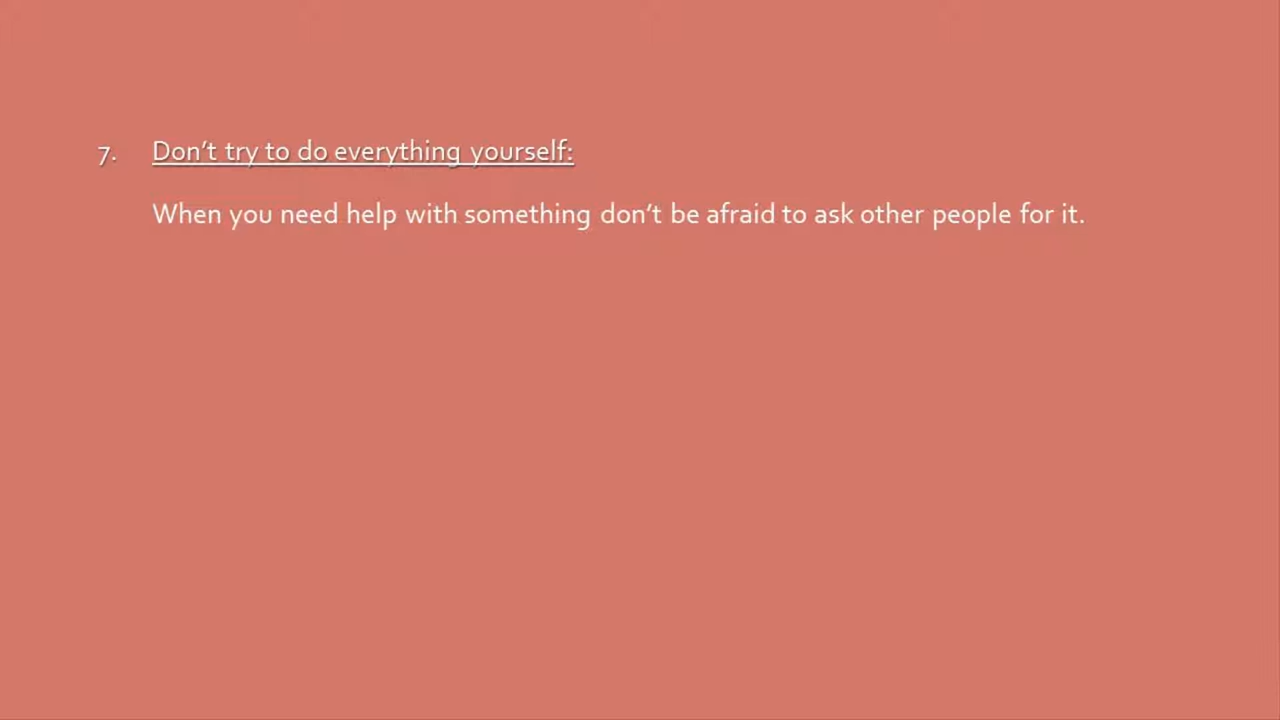 7. Don’t try to do everything yourself:
When you need help with something don’t be afraid to ask other people for it.